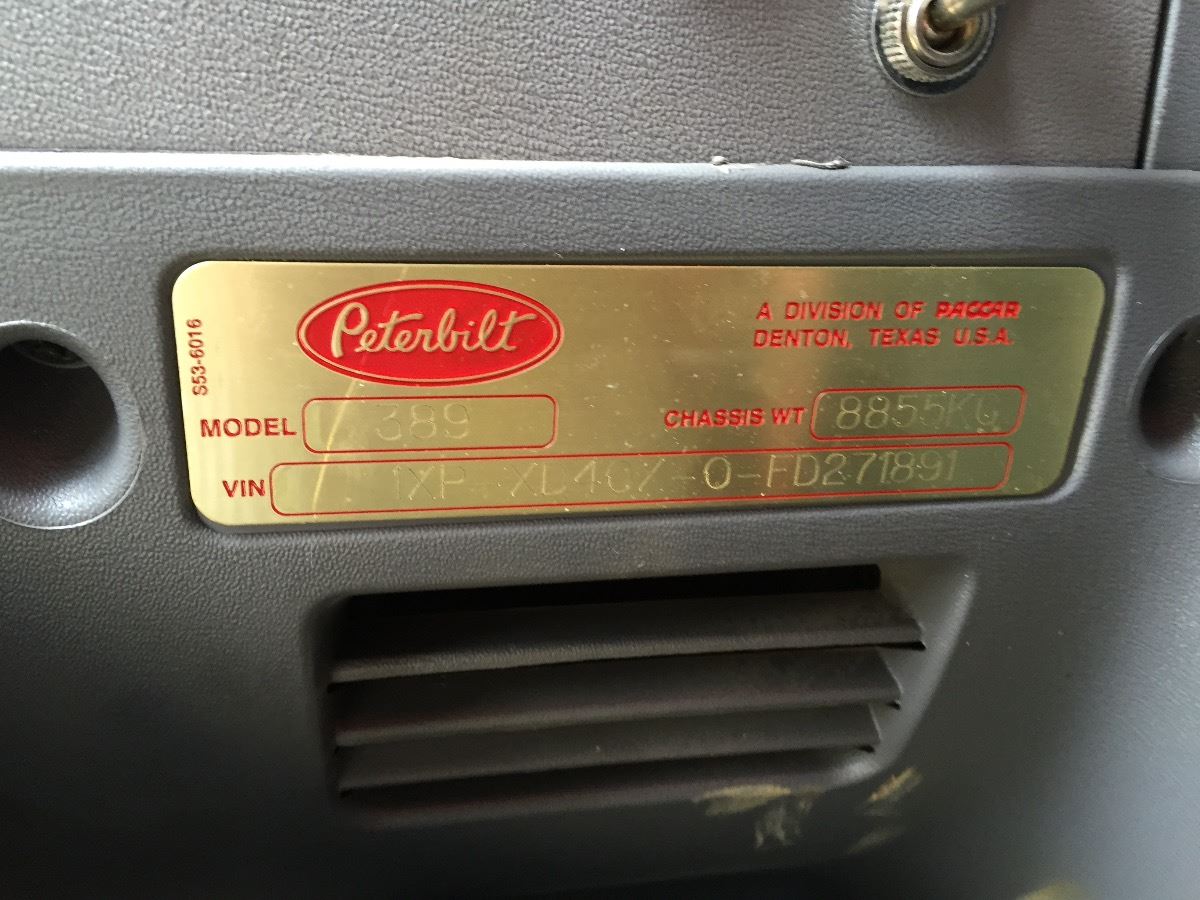 Peterbilt
A DIVISION OF PACCAR
DENTON, TEXAS U.S.A.
S53-6016
MODEL 389
CHASSIS WT 8855KG
VIN 1XP-XD40X-0-FD271891